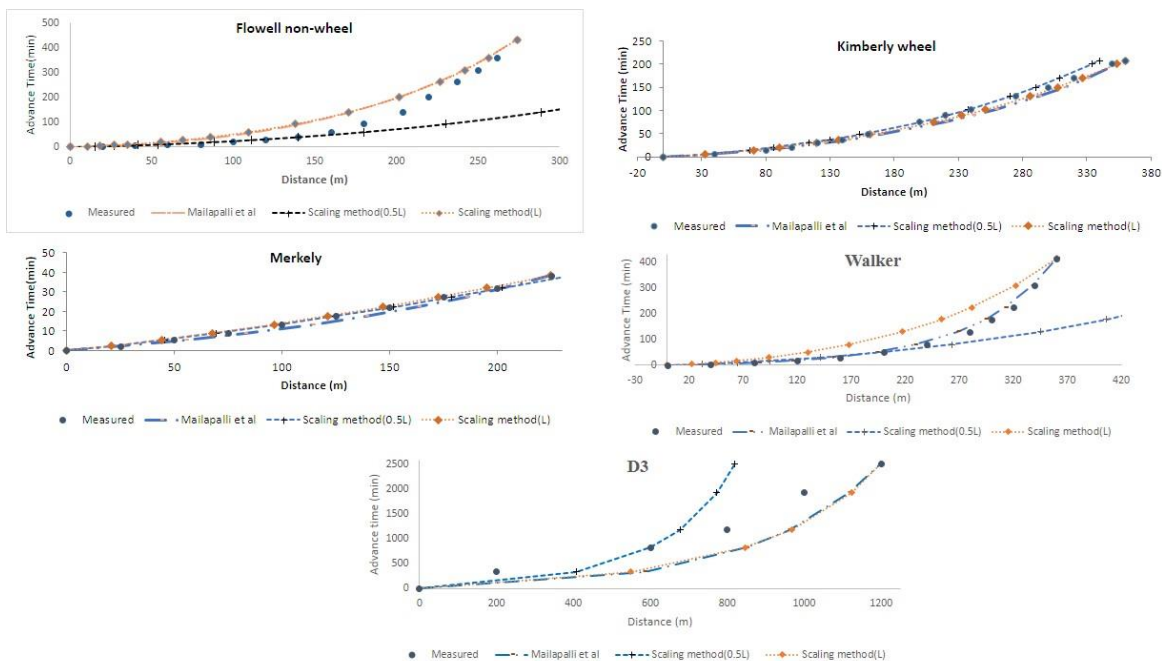 Flowell non-wheel
Advance Time(min)
500
400
300
200
100
0
0 50 100 150 200 250 300
Distance (m)
Measured Mailapalli et al Scaling method(0.5L) Scaling method(L)
Kimberly wheel
Advance Time (min)
250
200
150
100
50
0
-20 30 80 130 180 230 280 330 380
Distance (m)
Measured Mailapalli et al Scaling method(0.5L) Scaling method(L)
Merkely
Advance Time(min)
50
40
30
20
10
0
0 50 100 150 200
Distance (m)
Measured Mailapalli et al Scaling method(0.5L) Scaling method(L)
Walker
Advance Time (min)
400
300
200
100
0
-30 20 70 120 170 220 270 320 370 420
Distance (m)
Measured Mailapalli et al Scaling method(0.5L) Scaling method(L)
D3
Advance time (min)
2500
2000
1500
1000
500
0
0 200 400 600 800 1000 1200
Distance (m)
Measured Mailapalli et al Scaling method(0.5L) Scaling method(L)